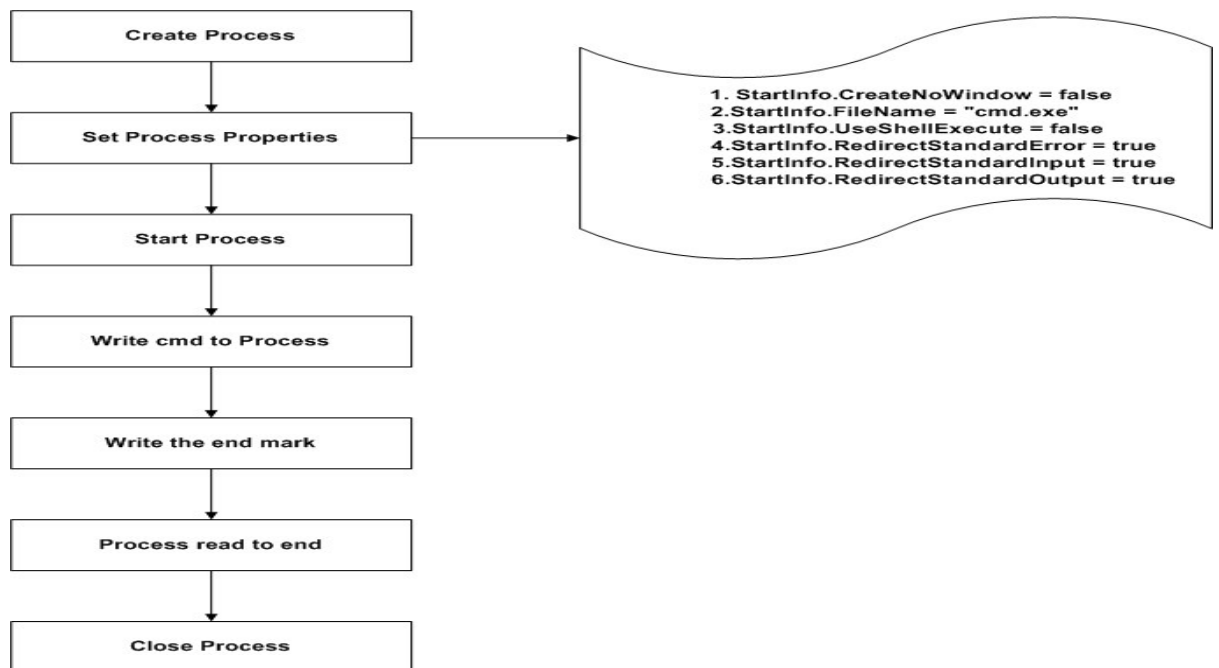 Create Process
Set Process Properties
1. StartInfo.CreateNoWindow = false
2.StartInfo.FileName = "cmd.exe"
3.StartInfo.UseShellExecute = false
4.StartInfo.RedirectStandardError = true
5.StartInfo.RedirectStandardInput = true
6.StartInfo.RedirectStandardOutput = true
Start Process
Write cmd to Process
Write the end mark
Process read to end
Close Process